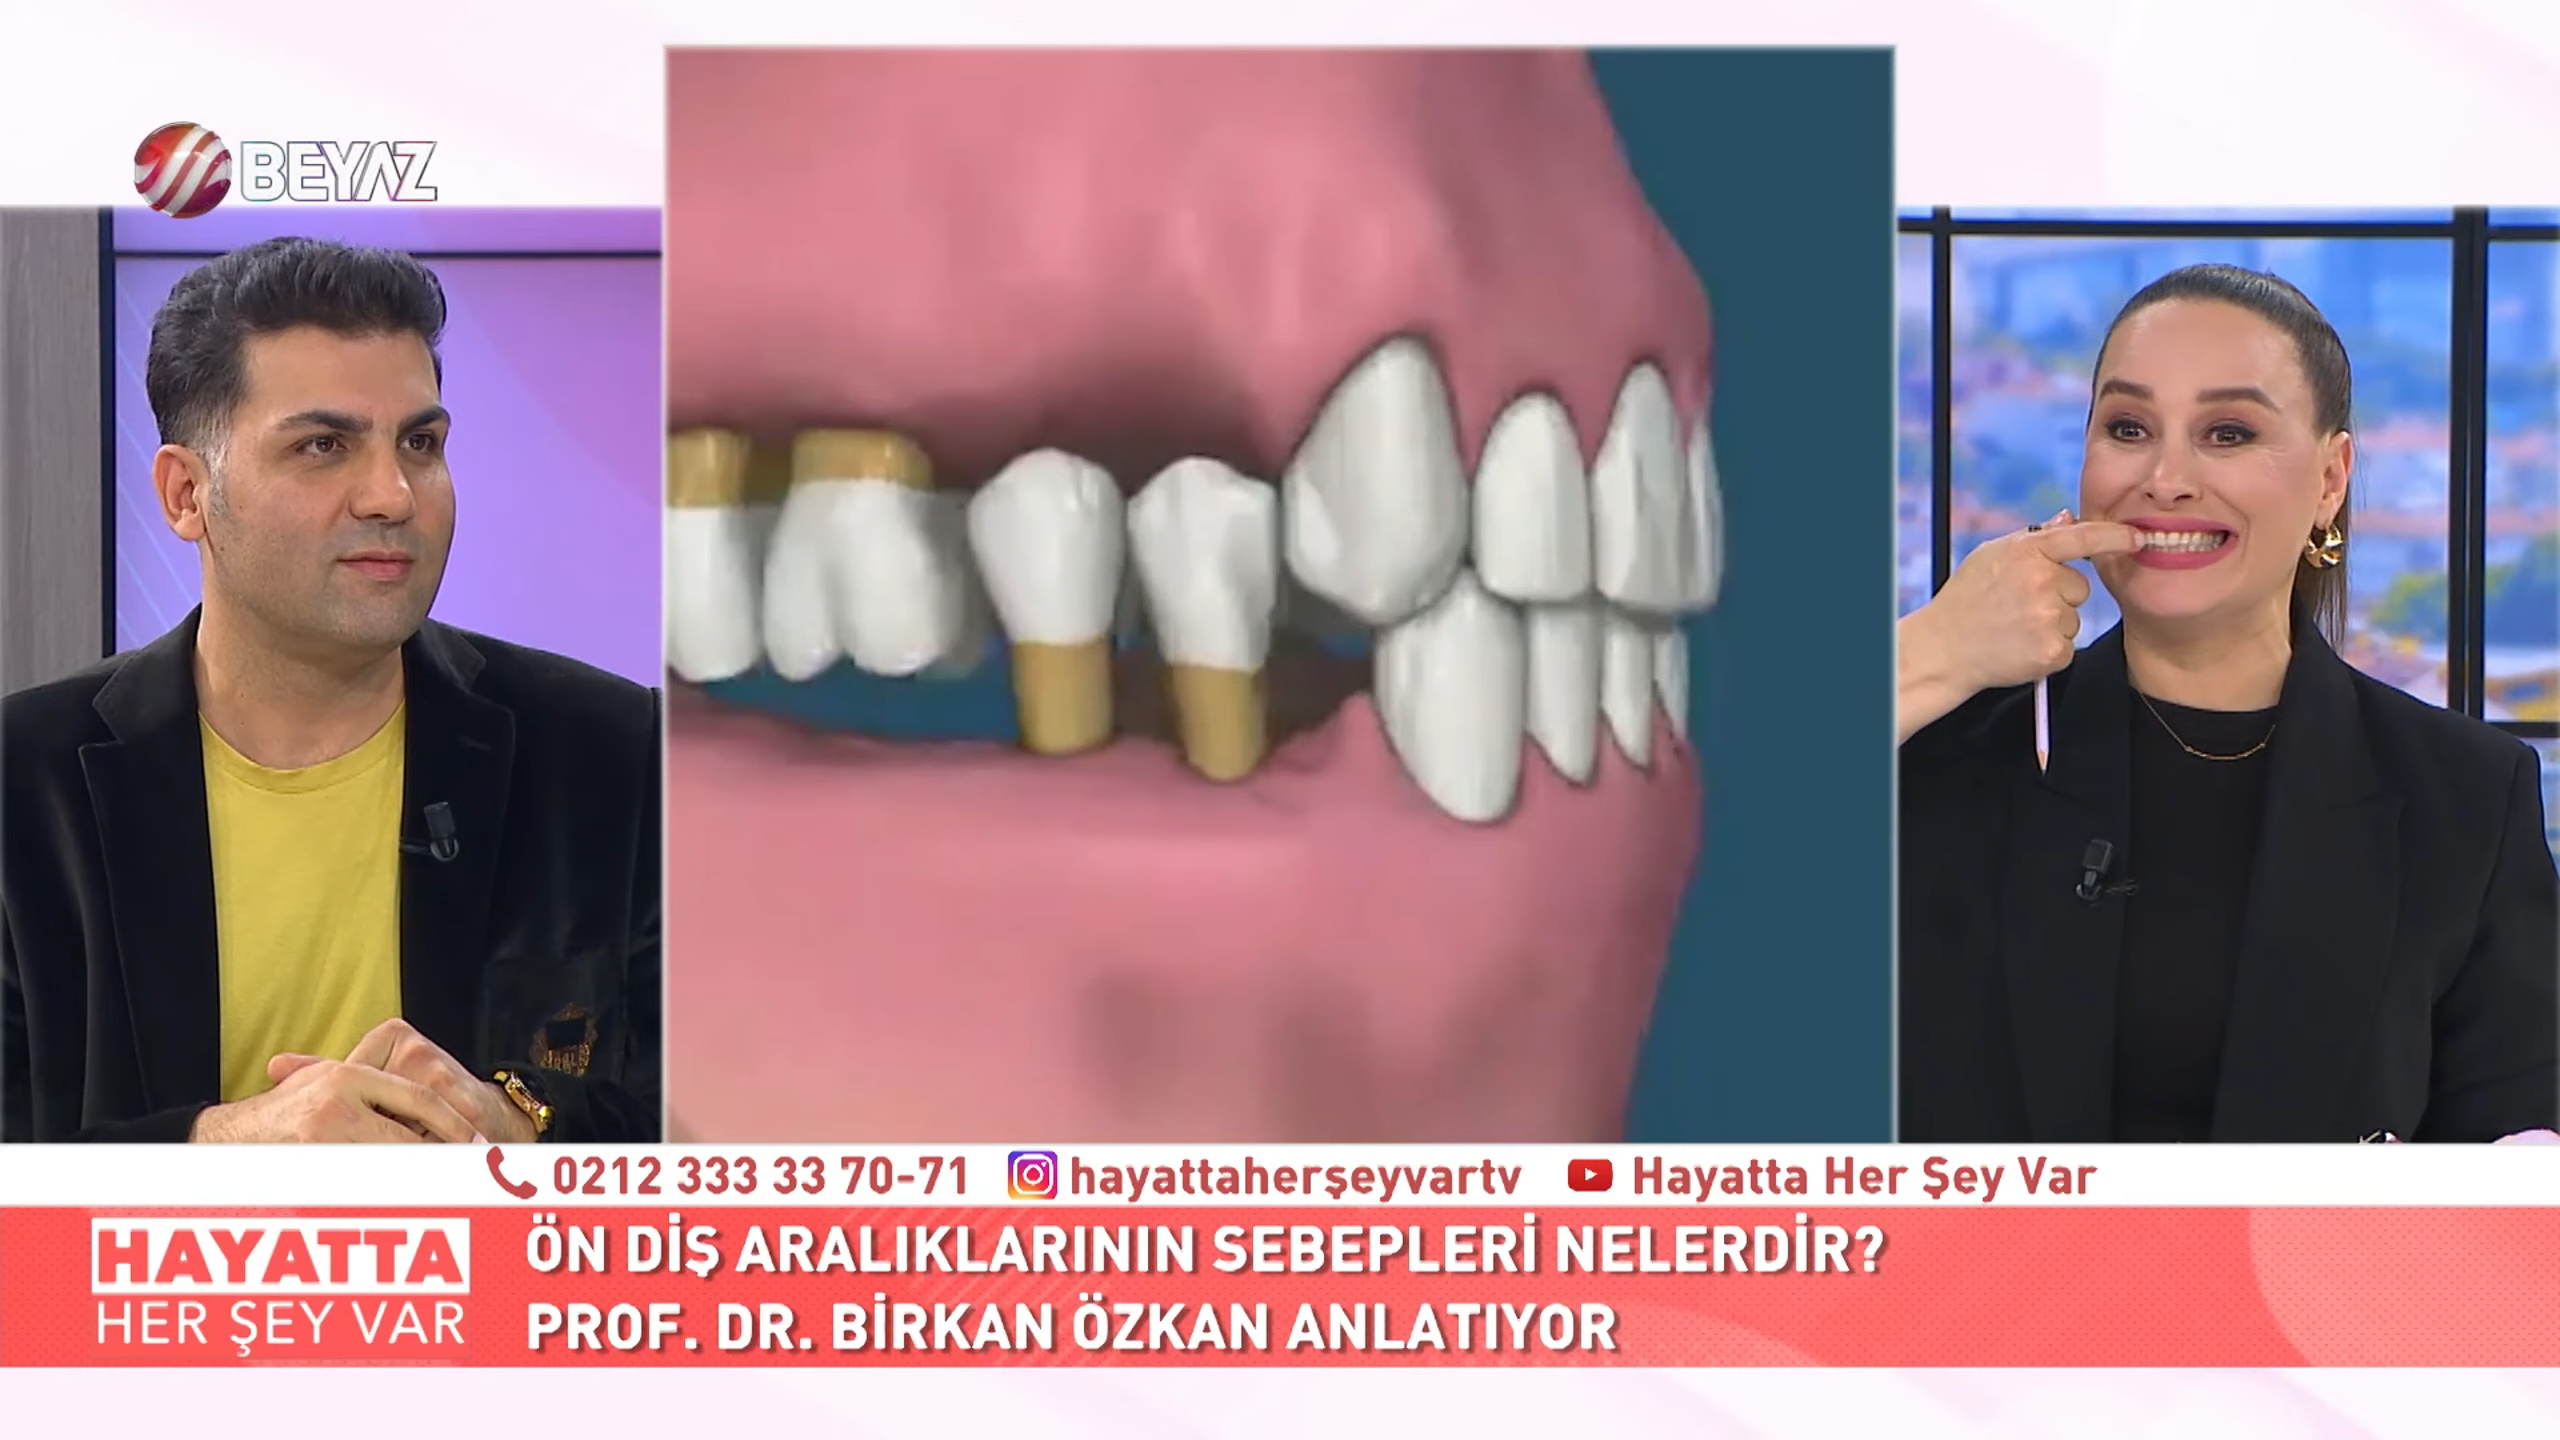 BEYAZ
0212 333 33 70-71 hayattaherşeyvartv Hayatta Her Şey Var
HAYATTA
HER ŞEY VAR
ÖN DİŞ ARALIKLARININ SEBEPLERİ NELERDİR?
PROF. DR. BİRKAN ÖZKAN ANLATIYOR